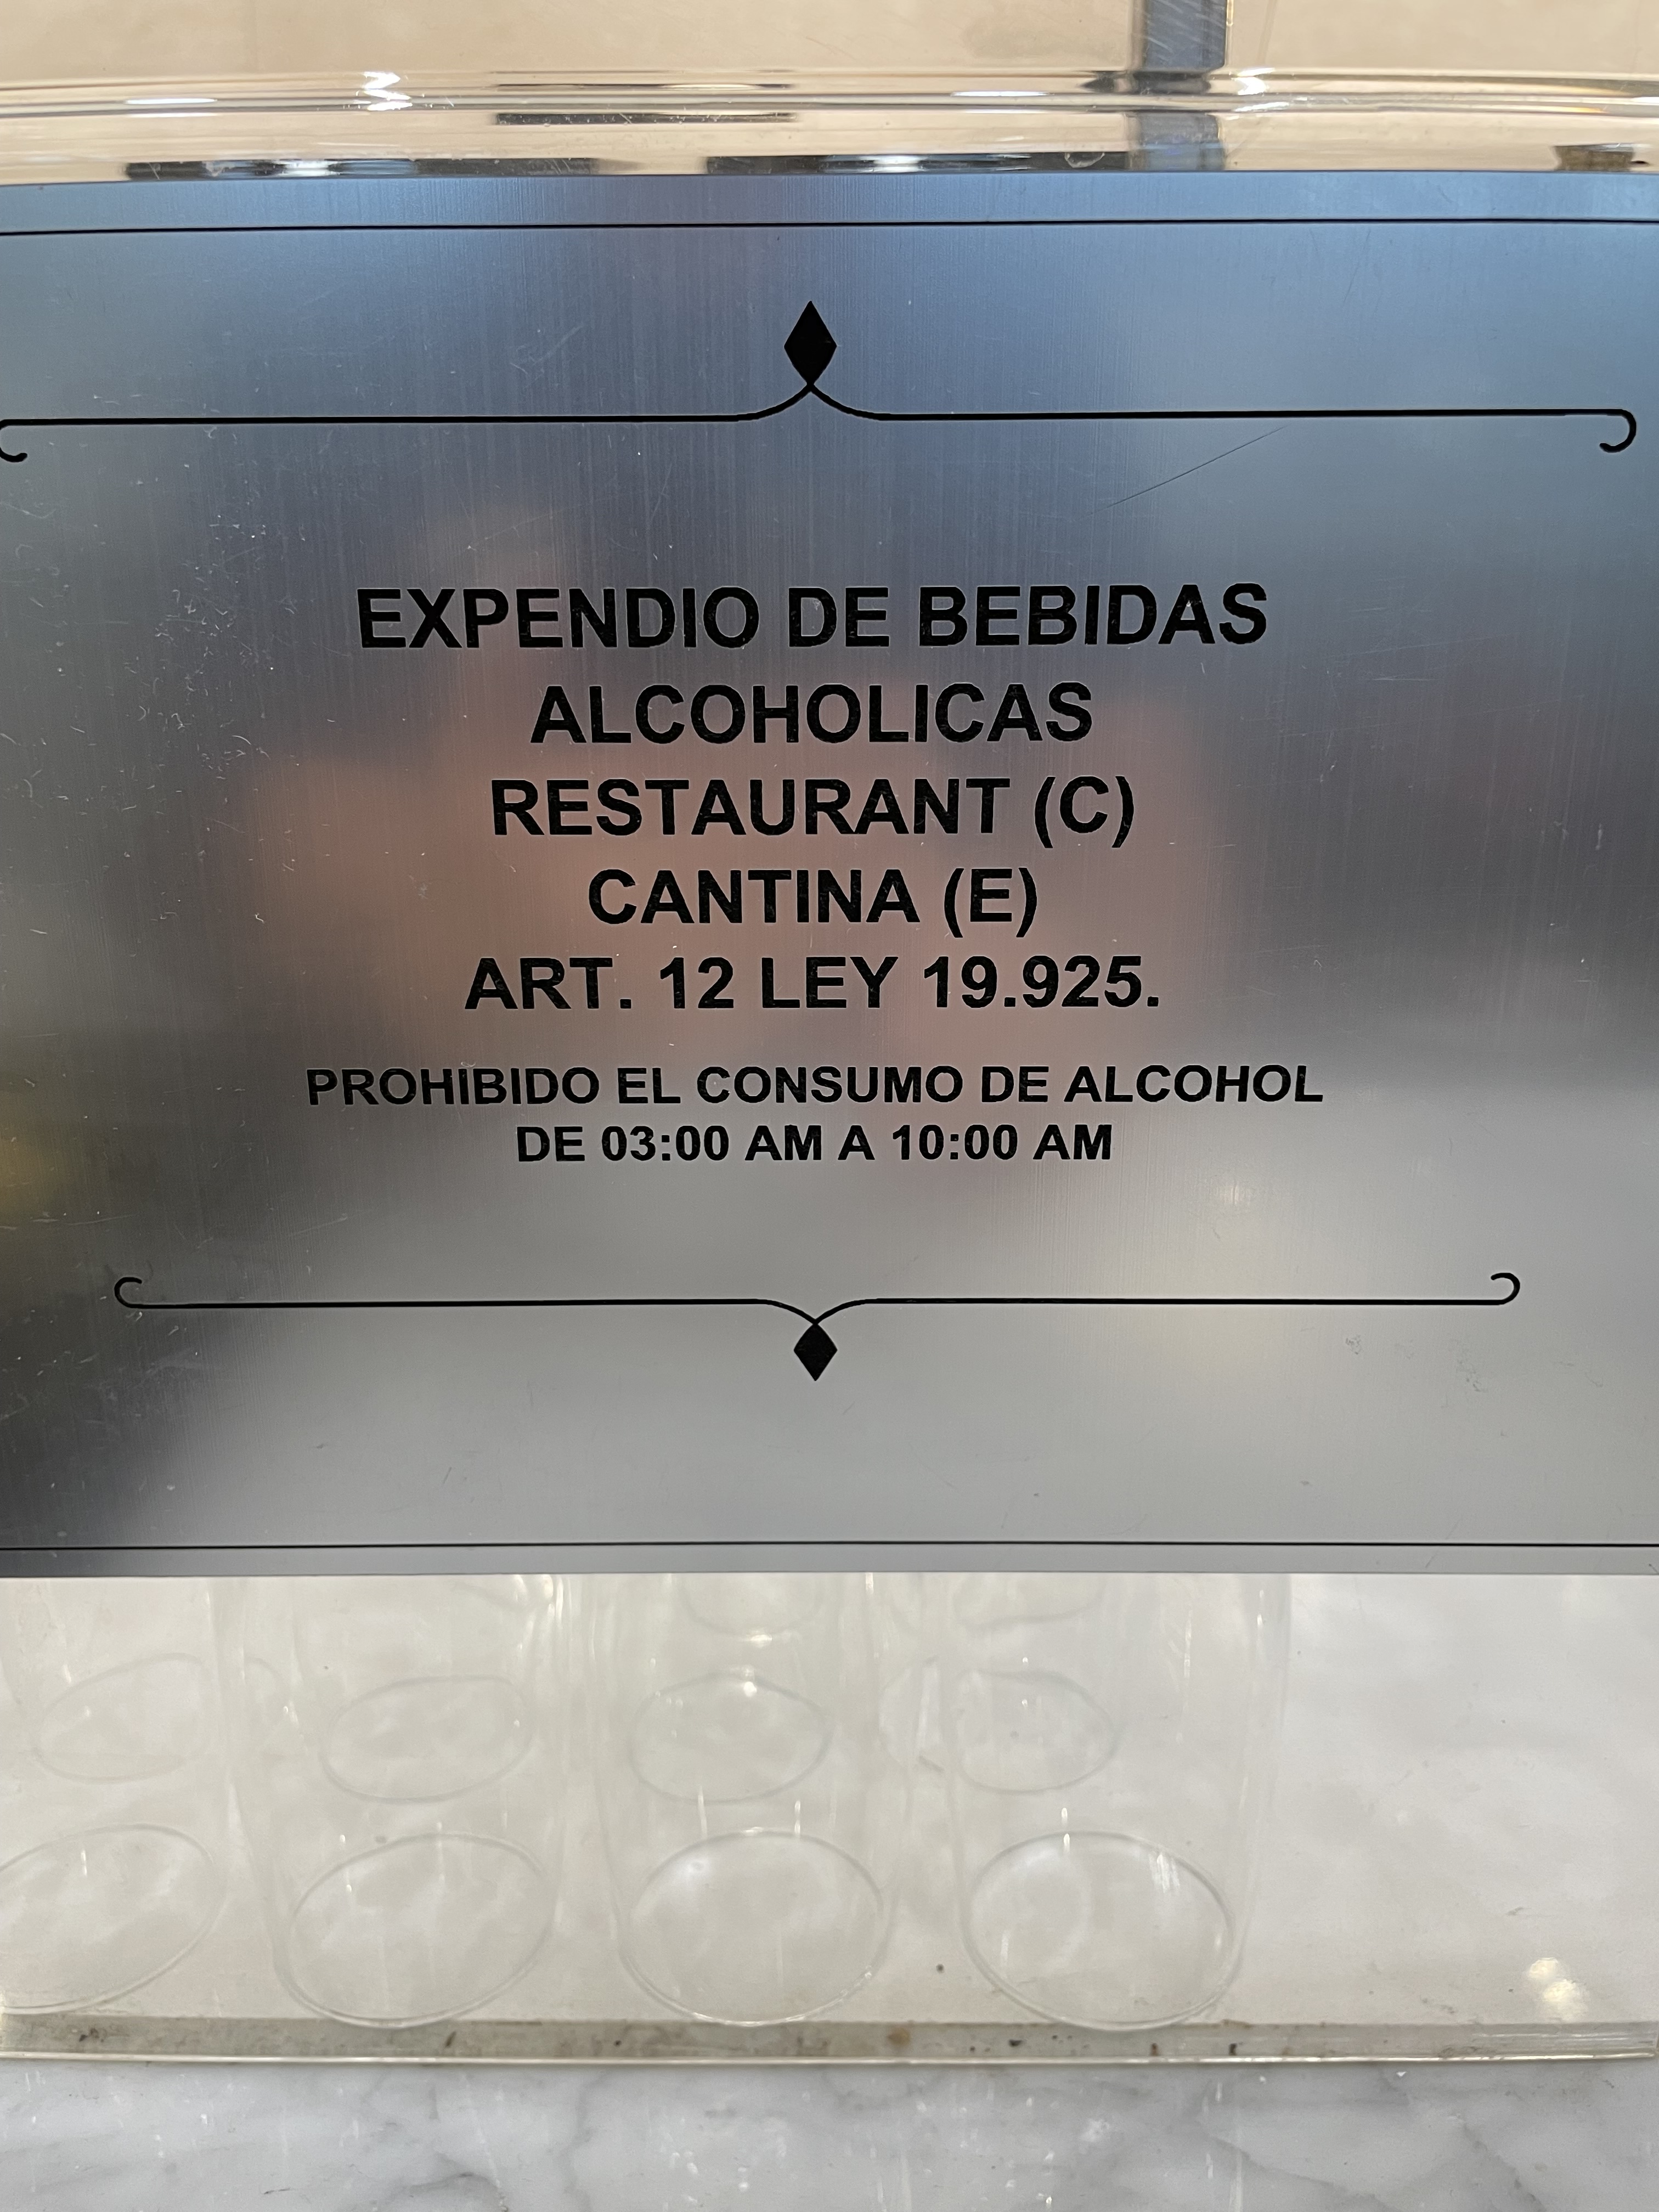 EXPENDIO DE BEBIDAS
ALCOHOLICAS
RESTAURANT (C)
CANTINA (E)
ART. 12 LEY 19.925.
PROHIBIDO EL CONSUMO DE ALCOHOL
DE 03:00 AM A 10:00 AM